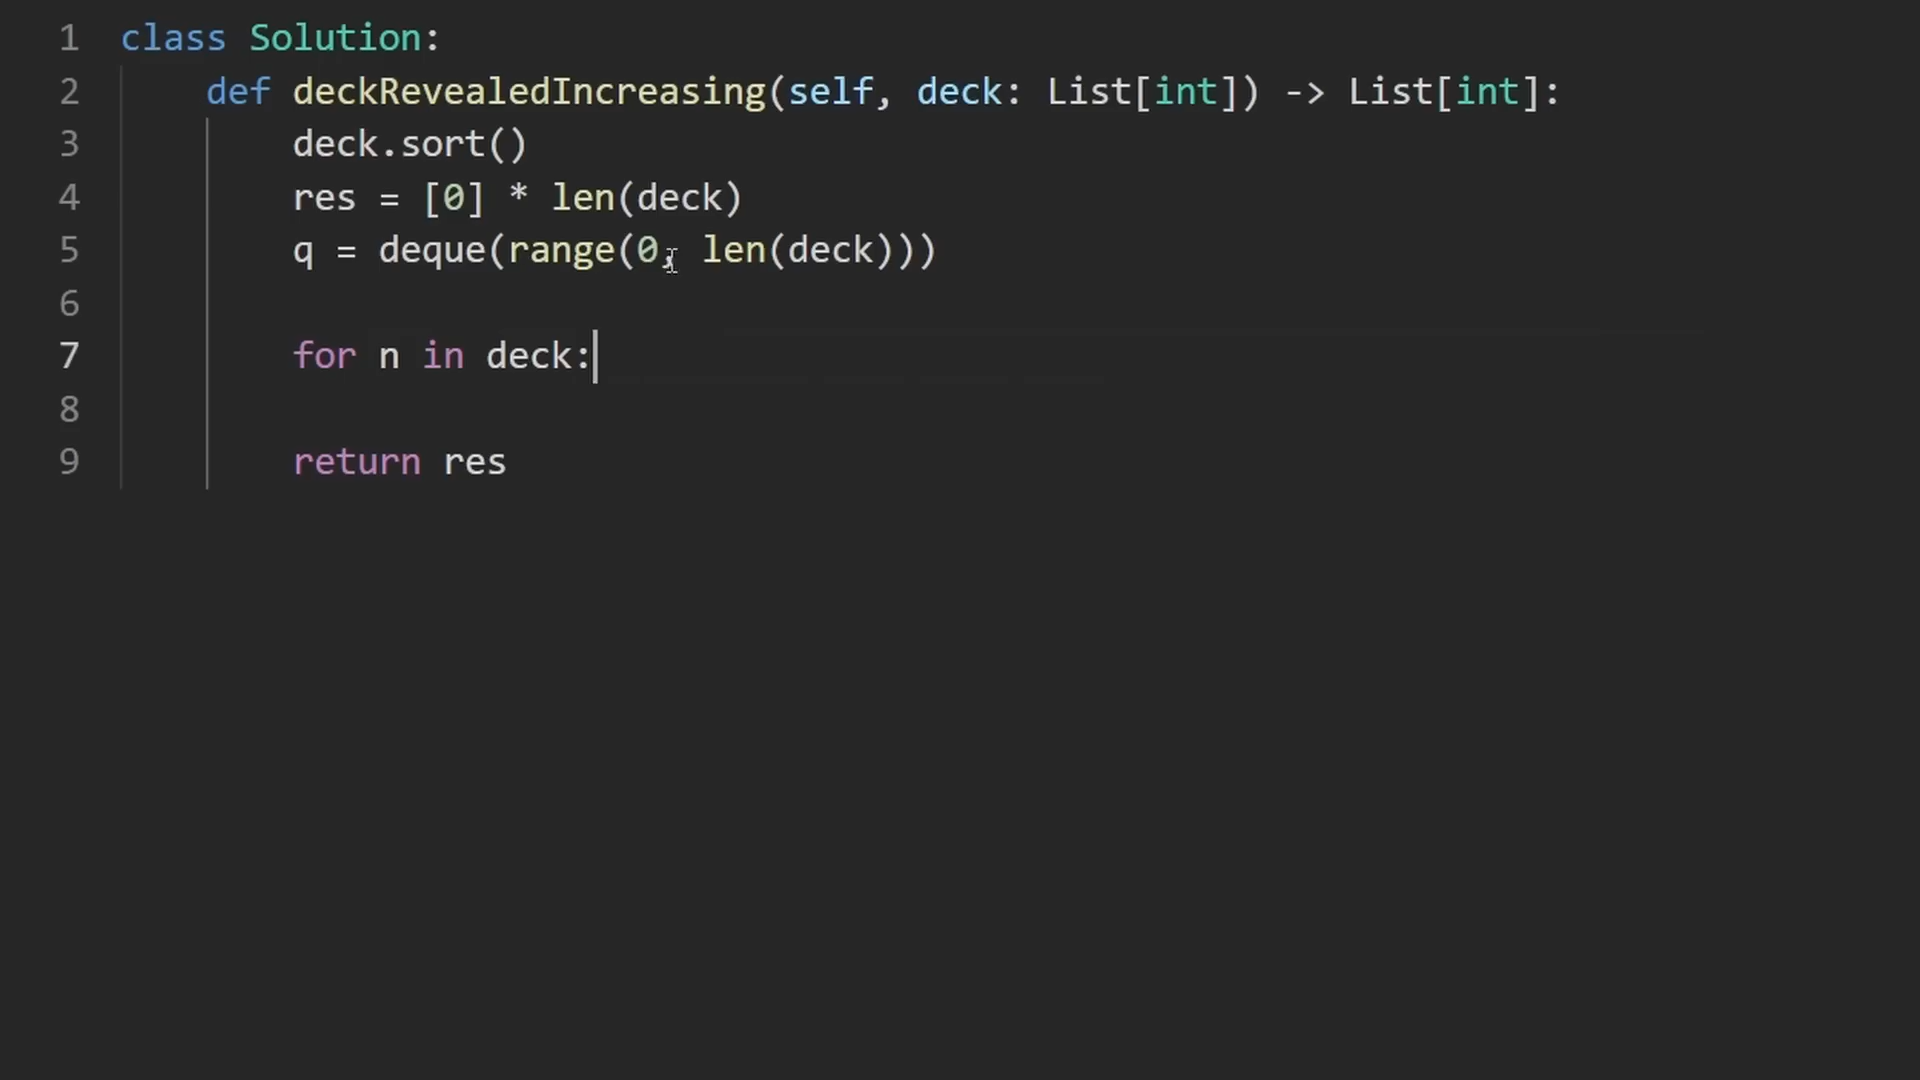 1 class Solution:
2 def deckRevealedIncreasing(self, deck: List[int]) -> List[int]:
3 deck.sort()
4 res = [0] * len(deck)
5 q = deque(range(0, len(deck)))
6
7 for n in deck:
8
9 return res